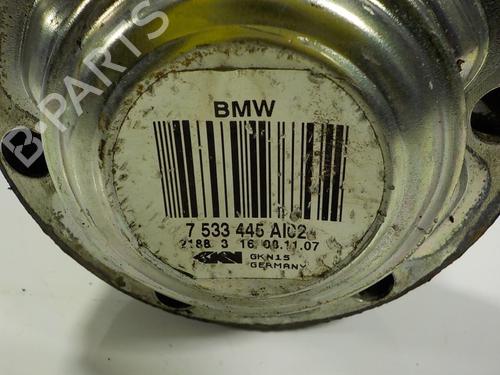 B-PARTS
BMW
7 533 445 AI02
2188 3 16 08.11.07
GKN GKN15
GERMANY